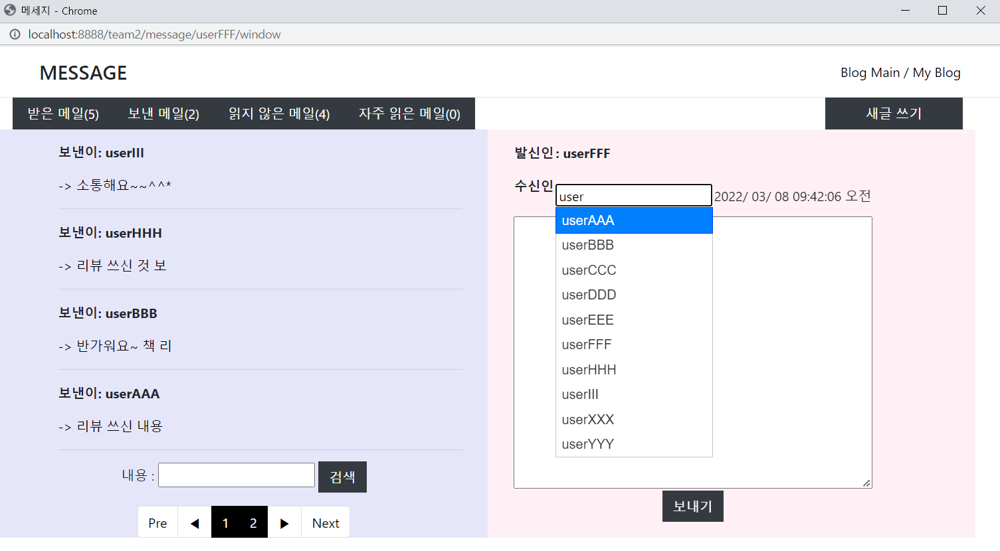 메세지 - Chrome
localhost:8888/team2/message/userFFF/window
MESSAGE
Blog Main / My Blog
받은 메일(5) 보낸 메일(2) 읽지 않은 메일(4) 자주 읽은 메일(0)
새글 쓰기
보낸이: userIII
-> 소통해요~~^^*
보낸이: userHHH
-> 리뷰 쓰신 것 보
보낸이: userBBB
-> 반가워요~ 책 리
보낸이: userAAA
-> 리뷰 쓰신 내용
내용 :
검색
Pre ◀ 1 2 ▶ Next
발신인: userFFF
수신인 user 2022/ 03/ 08 09:42:06 오전
userAAA
userBBB
userCCC
userDDD
userEEE
userFFF
userHHH
userIII
userXXX
userYYY
보내기